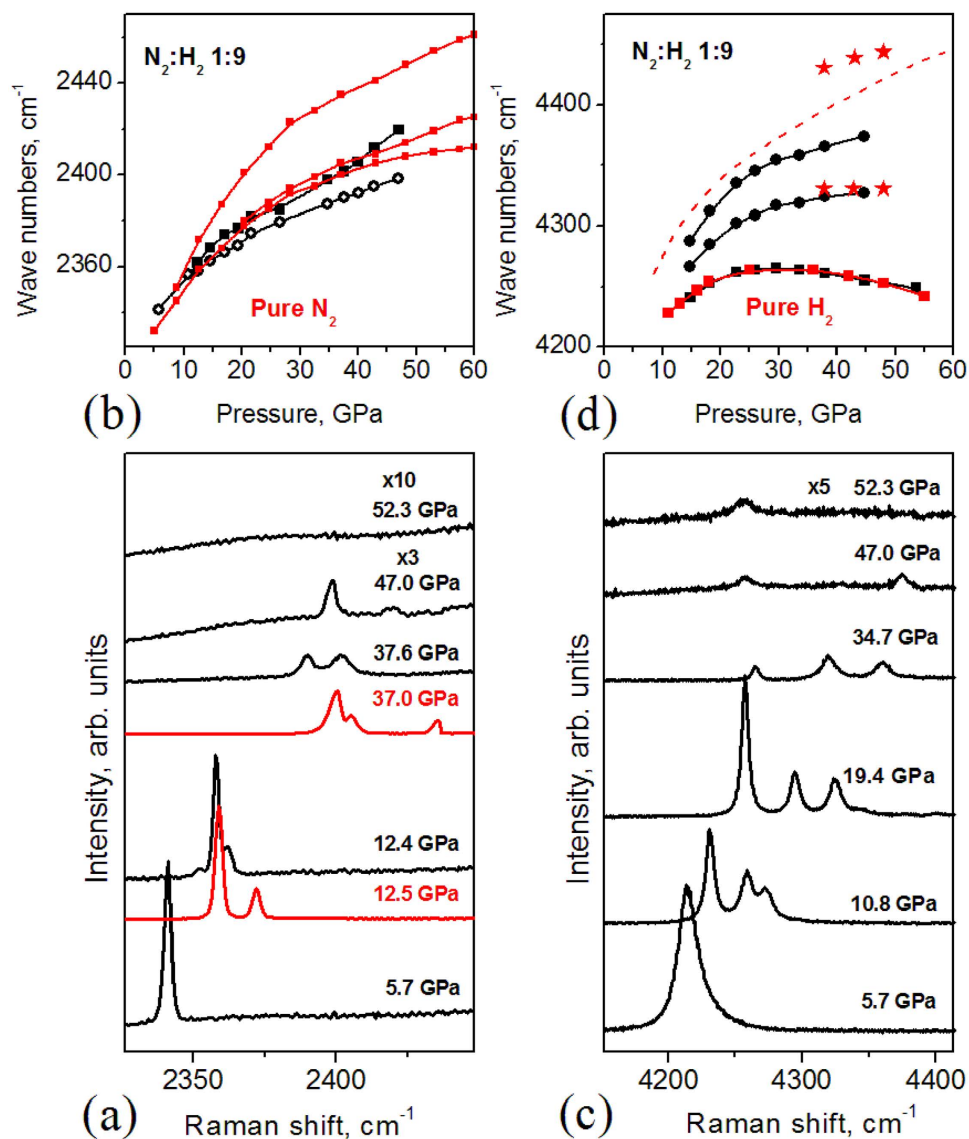 N₂:H₂ 1:9
Wave numbers, cm⁻¹
2440
2400
2360
Pure N₂
0 10 20 30 40 50 60
(b) Pressure, GPa
N₂:H₂ 1:9
Wave numbers, cm⁻¹
4400
4300
4200
Pure H₂
0 10 20 30 40 50 60
(d) Pressure, GPa
Intensity, arb. units
x10
52.3 GPa
x3
47.0 GPa
37.6 GPa
37.0 GPa
12.4 GPa
12.5 GPa
5.7 GPa
2350 2400
(a) Raman shift, cm⁻¹
Intensity, arb. units
x5 52.3 GPa
47.0 GPa
34.7 GPa
19.4 GPa
10.8 GPa
5.7 GPa
4200 4300 4400
(c) Raman shift, cm⁻¹